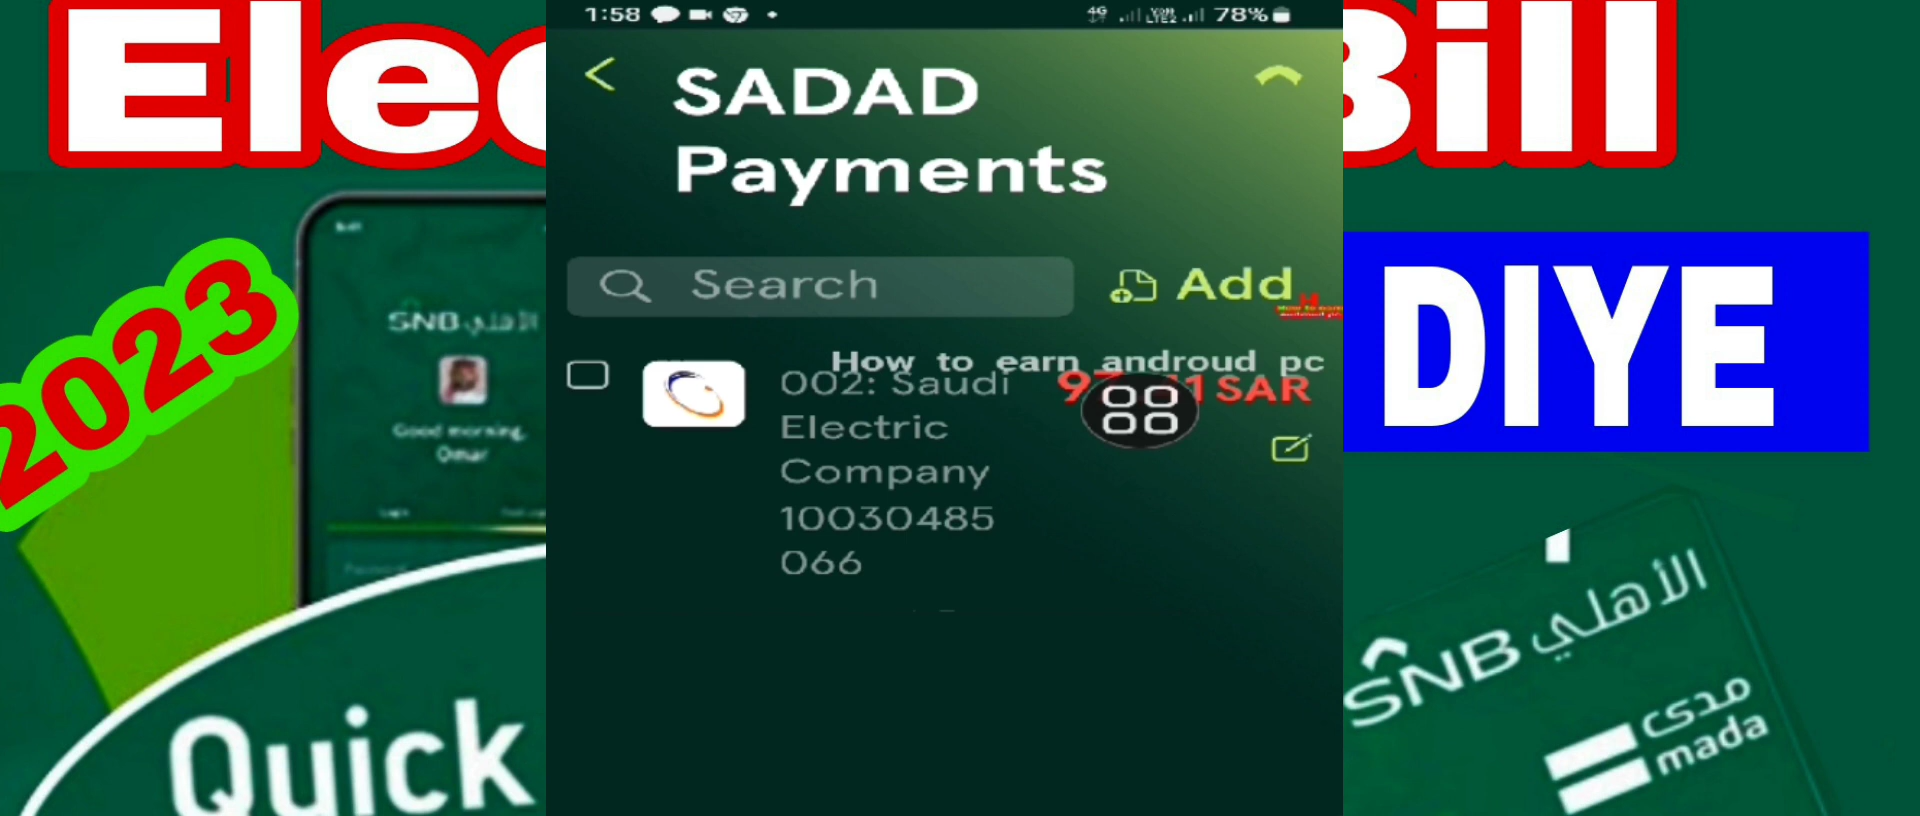 Elec
Bill
1:58
4G
78%
SADAD
Payments
Search
Add
How to earn androud pc
002: Saudi
Electric
Company
10030485
066
SAR
2023
DIYE
SNB الأهلي
Good morning,
Omar
Quick
SNB الأهلي
مدى
mada